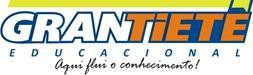 GRANTiETÊ
EDUCACIONAL
Aqui flui o conhecimento!